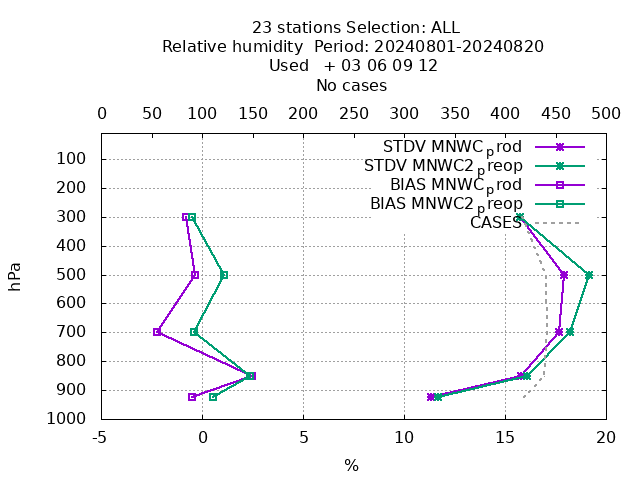 23 stations Selection: ALL
Relative humidity  Period: 20240801-20240820
Used   + 03 06 09 12
No cases
0 50 100 150 200 250 300 350 400 450 500
STDV MNWC_prod
STDV MNWC2_preop
BIAS MNWC_prod
BIAS MNWC2_preop
CASES
100
200
300
400
500
600
700
800
900
1000
hPa
-5 0 5 10 15 20
%